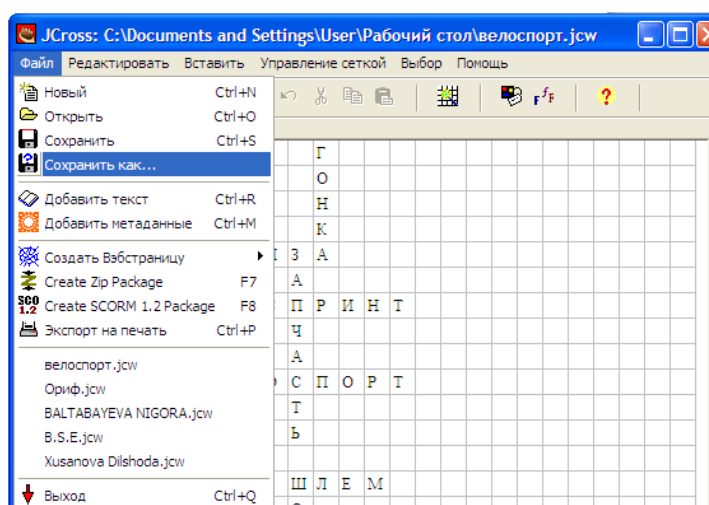 JCross: C:\Documents and Settings\User\Рабочий стол\велоспорт.jcw
Файл Редактировать Вставить Управление сеткой Выбор Помощь
Новый Ctrl+N
Открыть Ctrl+O
Сохранить Ctrl+S
Сохранить как...
Добавить текст Ctrl+R
Добавить метаданные Ctrl+M
Создать Вэбстраницу
Create Zip Package F7
SCO 1.2 Create SCORM 1.2 Package F8
Экспорт на печать Ctrl+P
велоспорт.jcw
Ориф.jcw
BALTABAYEVA NIGORA.jcw
B.S.E.jcw
Xusanova Dilshoda.jcw
Выход Ctrl+Q
Г
О
Н
К
З А
А
П Р И Н Т
Ч
А
С П О Р Т
Т
Ь
Ш Л Е М